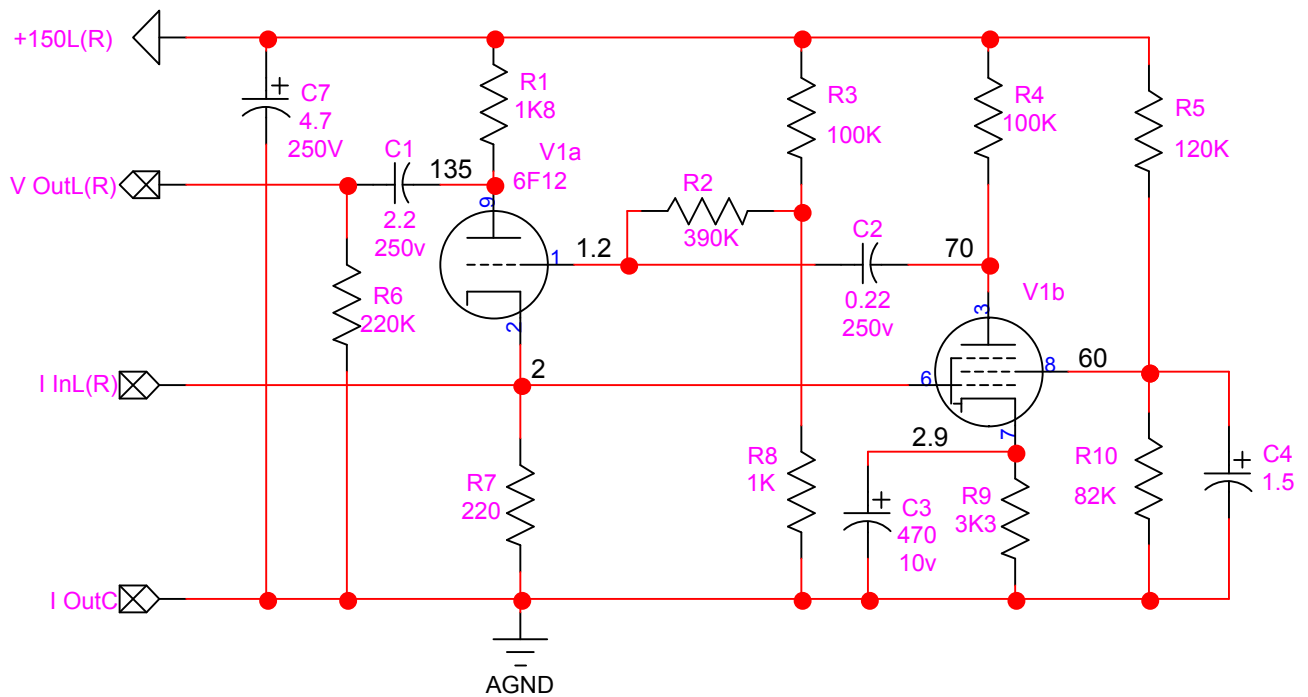 +150L(R)
C7
4.7
250V
R1
1K8
R3
100K
R4
100K
R5
120K
V OutL(R)
C1
2.2
250v
135
V1a
6F12
9
R2
390K
1.2
1
C2
0.22
250v
70
V1b
3
R6
220K
2
I InL(R)
2
6
8
60
7
2.9
R7
220
R8
1K
C3
470
10v
R9
3K3
R10
82K
C4
1.5
I OutC
AGND